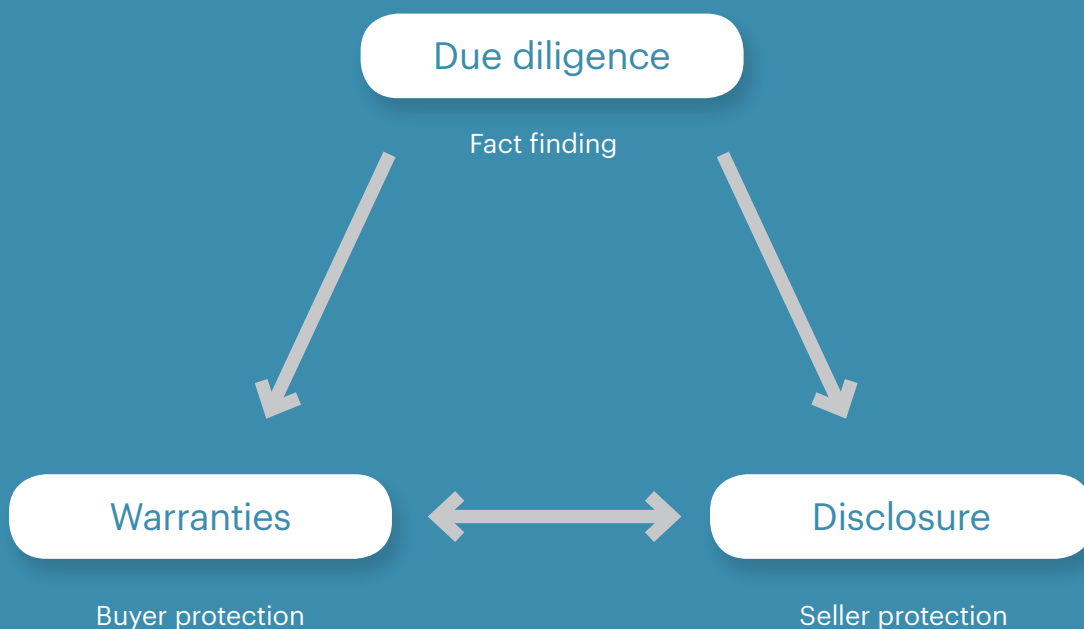 Due diligence
Fact finding
Warranties
Disclosure
Buyer protection
Seller protection